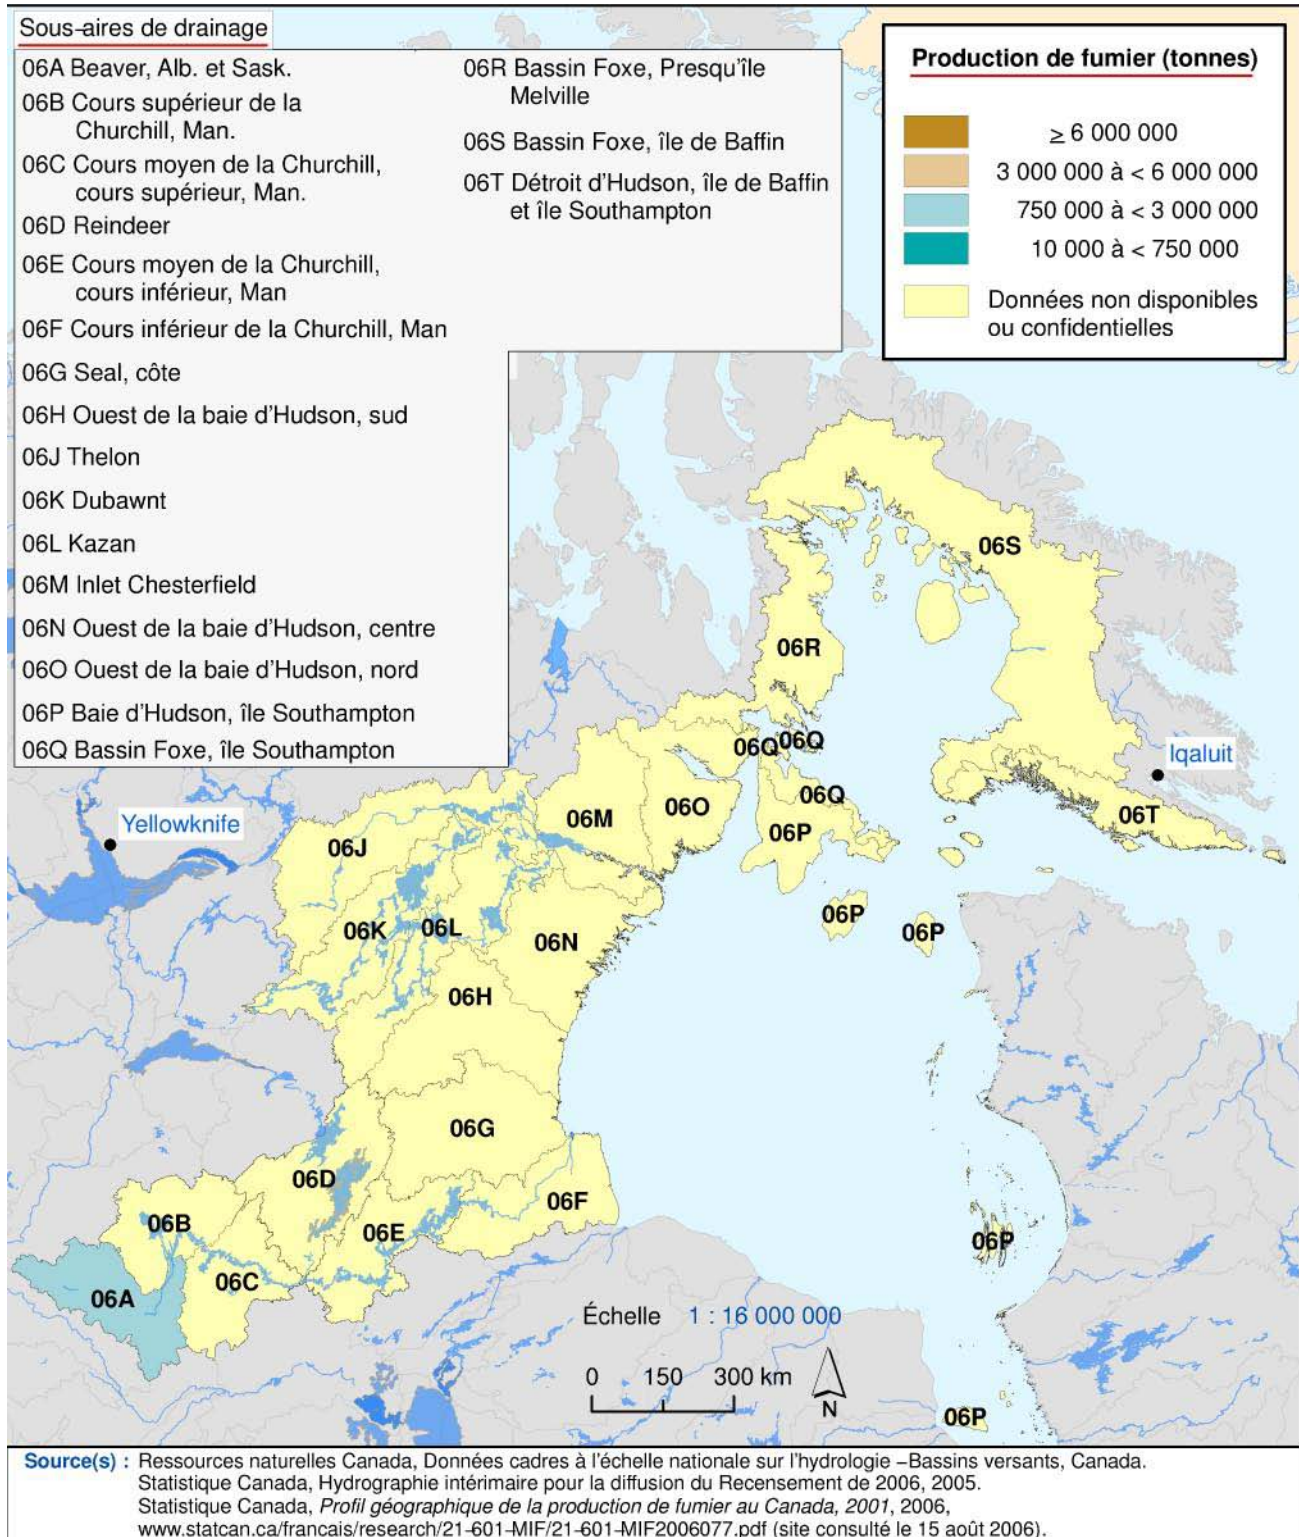 Sous-aires de drainage
06A Beaver, Alb. et Sask.
06B Cours supérieur de la
Churchill, Man.
06C Cours moyen de la Churchill,
cours supérieur, Man.
06D Reindeer
06E Cours moyen de la Churchill,
cours inférieur, Man
06F Cours inférieur de la Churchill, Man
06G Seal, côte
06H Ouest de la baie d'Hudson, sud
06J Thelon
06K Dubawnt
06L Kazan
06M Inlet Chesterfield
06N Ouest de la baie d'Hudson, centre
06O Ouest de la baie d'Hudson, nord
06P Baie d'Hudson, île Southampton
06Q Bassin Foxe, île Southampton
06R Bassin Foxe, Presqu'île
Melville
06S Bassin Foxe, île de Baffin
06T Détroit d'Hudson, île de Baffin
et île Southampton
Production de fumier (tonnes)
≥ 6 000 000
3 000 000 à < 6 000 000
750 000 à < 3 000 000
10 000 à < 750 000
Données non disponibles
ou confidentielles
06S
06R
06Q
06Q
Iqaluit
06Q
06O
06M
06P
06T
Yellowknife
06J
06P
06K
06L
06P
06N
06H
06G
06D
06F
06B
06E
06P
06C
06A
Échelle 1 : 16 000 000
0 150 300 km
N
06P
Source(s) : Ressources naturelles Canada, Données cadres à l'échelle nationale sur l'hydrologie –Bassins versants, Canada.
Statistique Canada, Hydrographie intérimaire pour la diffusion du Recensement de 2006, 2005.
Statistique Canada, Profil géographique de la production de fumier au Canada, 2001, 2006,
www.statcan.ca/francais/research/21-601-MIF/21-601-MIF2006077.pdf (site consulté le 15 août 2006).